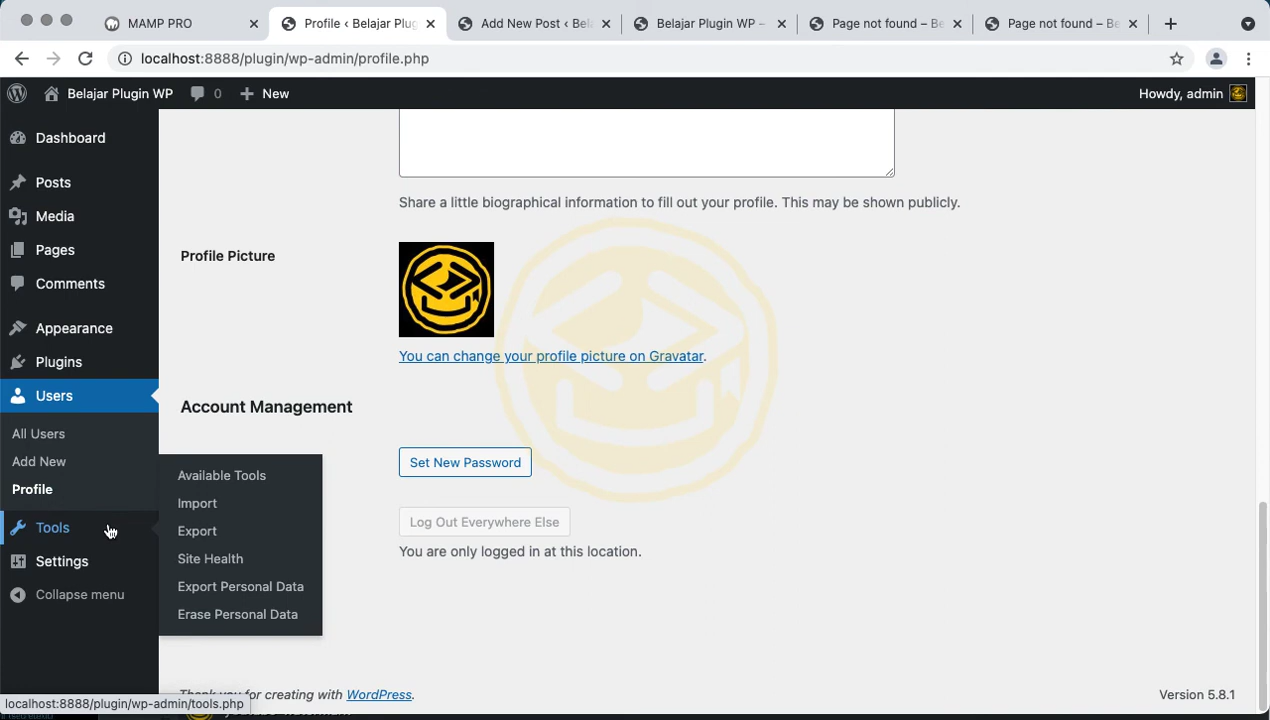 MAMP PRO
Profile ‹ Belajar Plug
Add New Post ‹ Bela
Belajar Plugin WP –
Page not found – Be
Page not found – Be
localhost:8888/plugin/wp-admin/profile.php
Belajar Plugin WP
0
New
Howdy, admin
Dashboard
Posts
Media
Pages
Comments
Appearance
Plugins
Users
All Users
Add New
Profile
Tools
Settings
Collapse menu
Available Tools
Import
Export
Site Health
Export Personal Data
Erase Personal Data
Share a little biographical information to fill out your profile. This may be shown publicly.
Profile Picture
You can change your profile picture on Gravatar.
Account Management
Set New Password
Log Out Everywhere Else
You are only logged in at this location.
Thank you for creating with WordPress.
Version 5.8.1
localhost:8888/plugin/wp-admin/tools.php